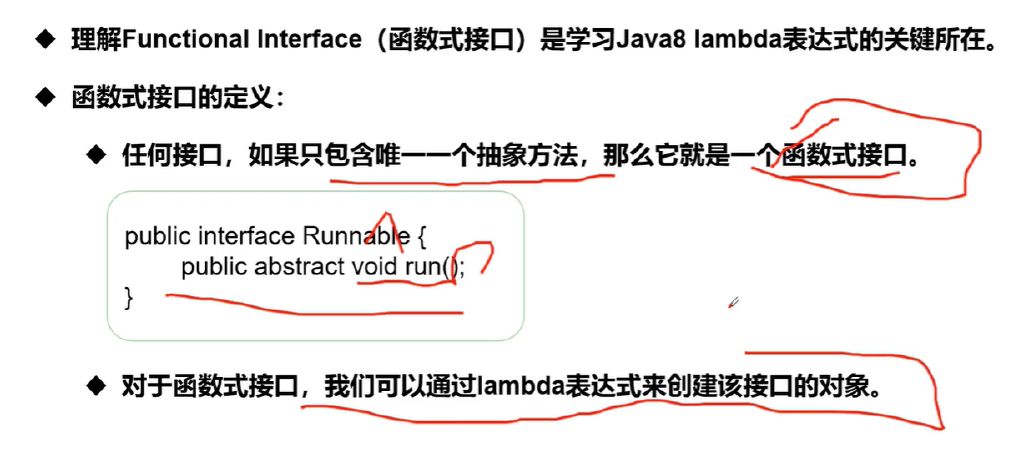 ◆ 理解Functional Interface（函数式接口）是学习Java8 lambda表达式的关键所在。
◆ 函数式接口的定义：
◆ 任何接口，如果只包含唯一一个抽象方法，那么它就是一个函数式接口。
public interface Runnable {
public abstract void run();
}
◆ 对于函数式接口，我们可以通过lambda表达式来创建该接口的对象。